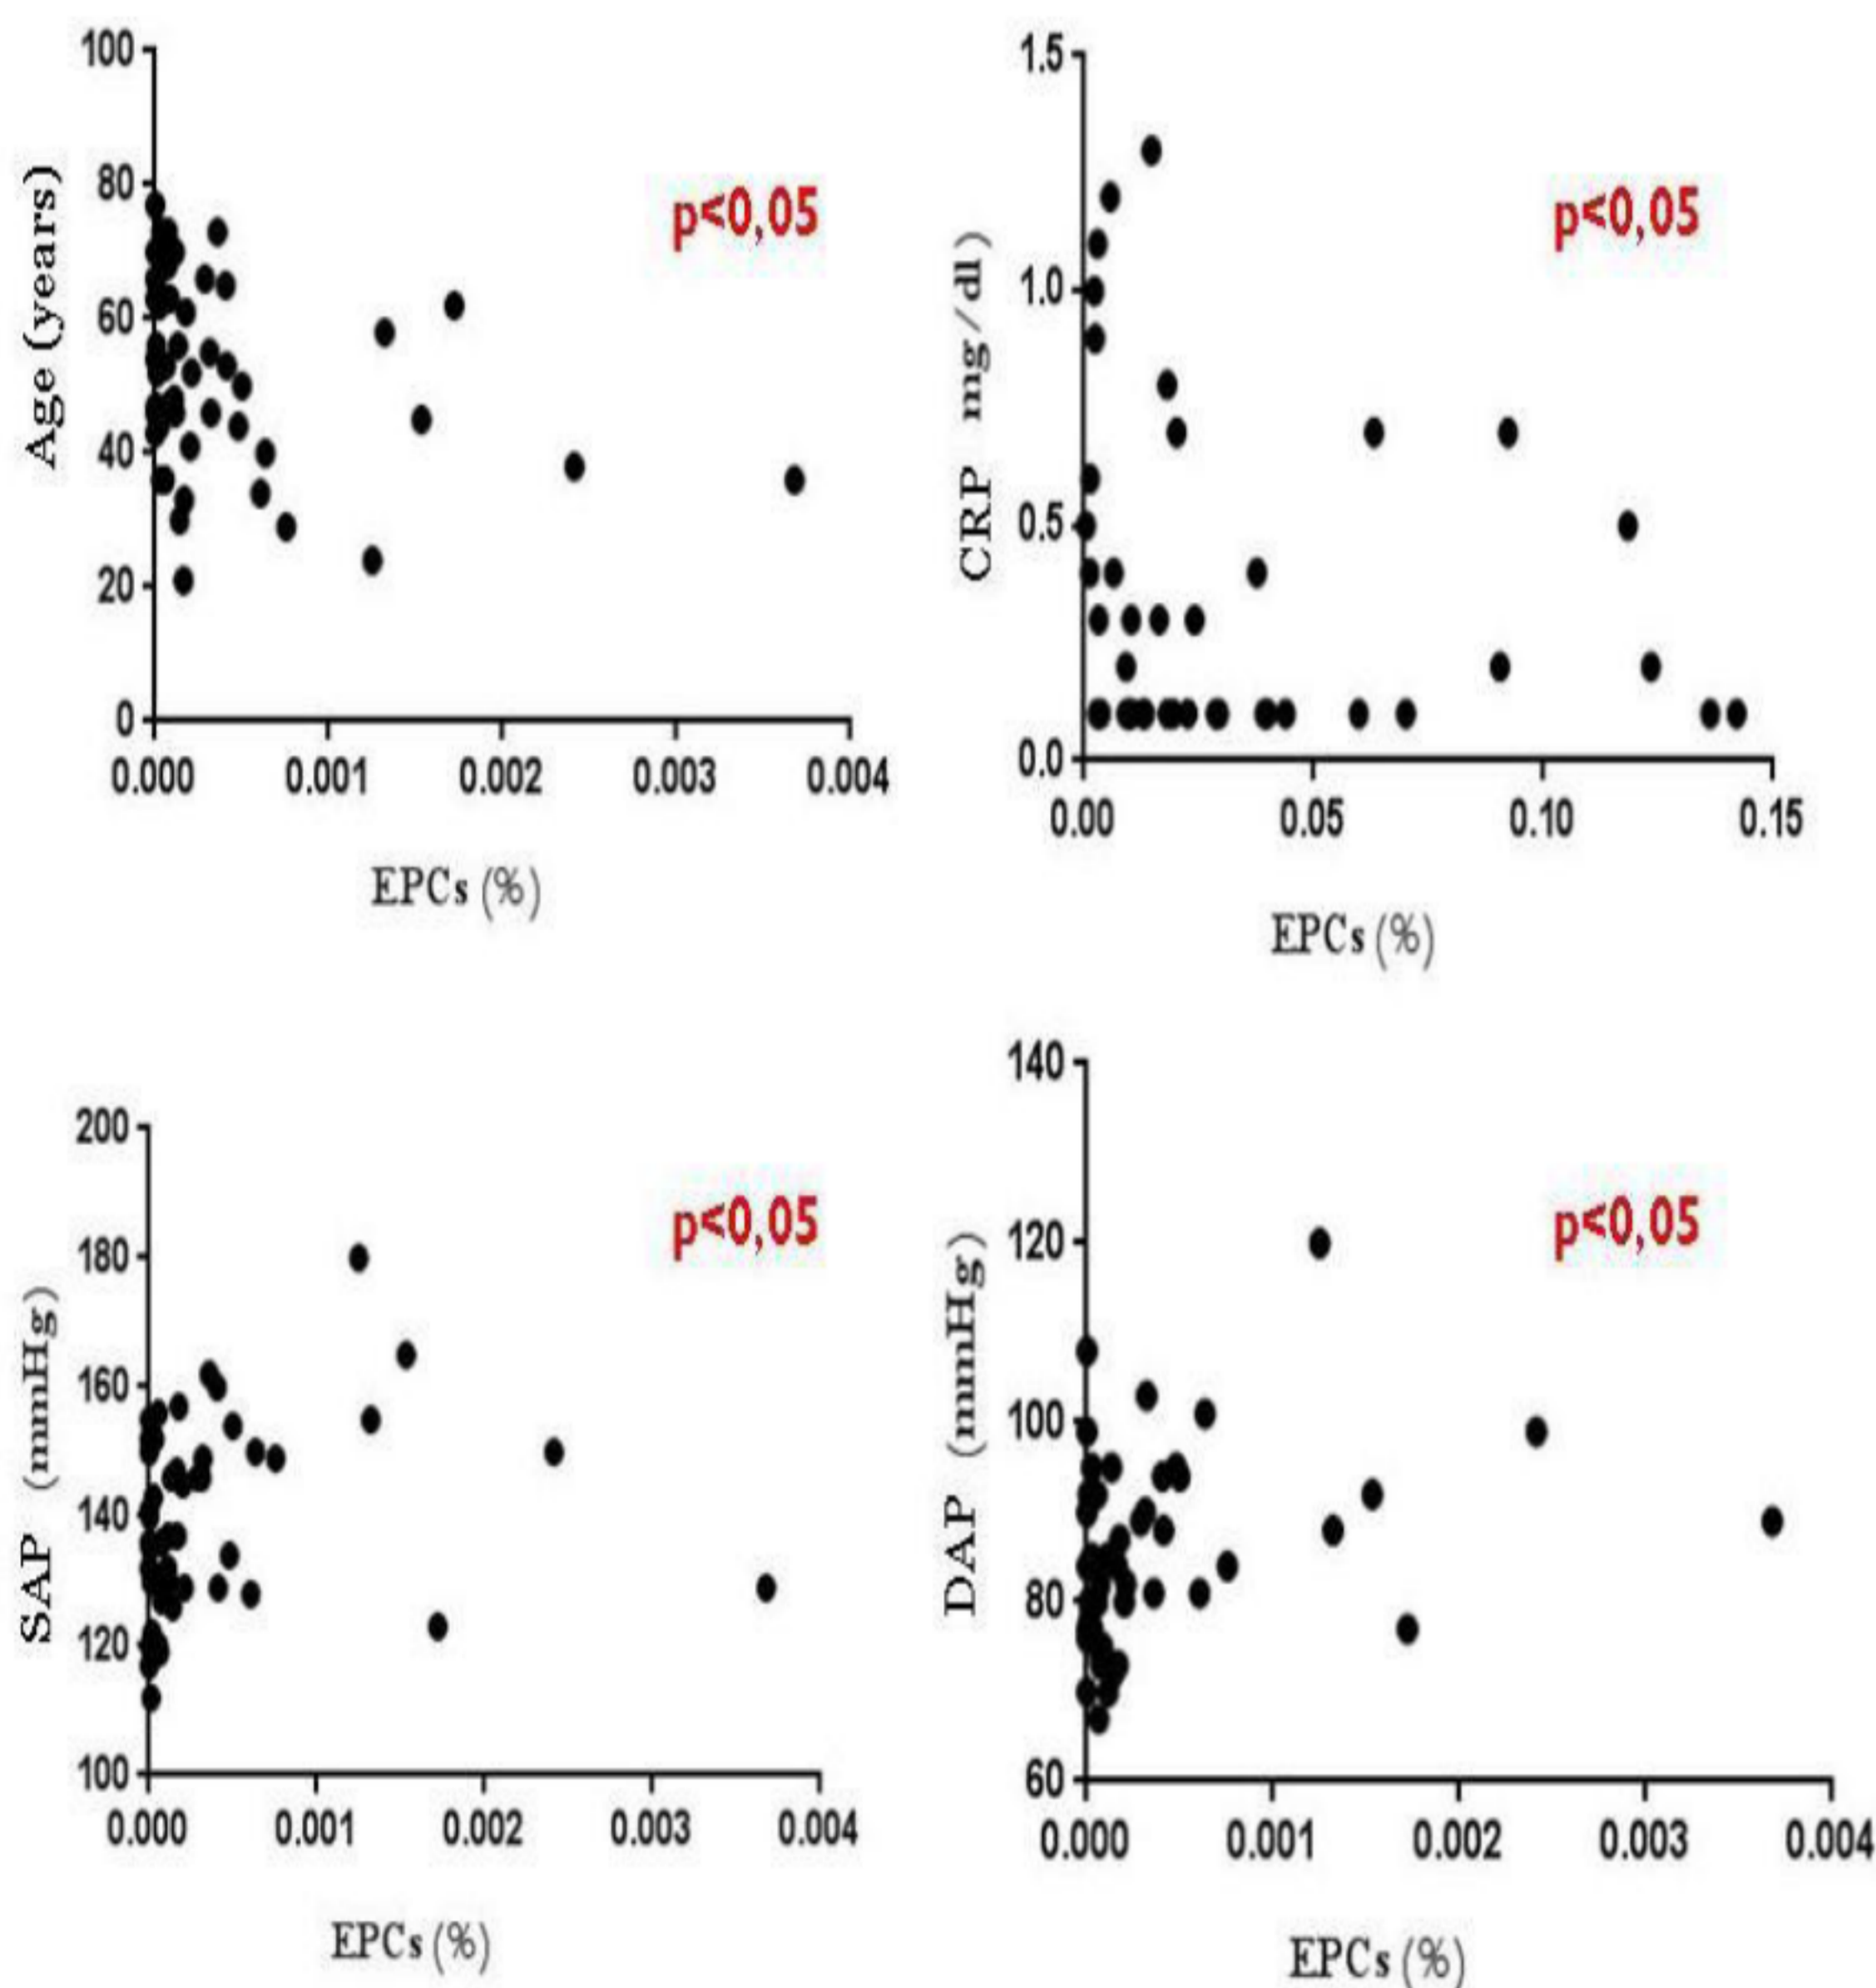 100
80
60
40
20
0
Age (years)
p<0,05
0.000 0.001 0.002 0.003 0.004
EPCs (%)
1.5
1.0
0.5
0.0
CRP mg/dl)
p<0,05
0.00 0.05 0.10 0.15
EPCs (%)
200
180
160
140
120
100
SAP (mmHg)
p<0,05
0.000 0.001 0.002 0.003 0.004
EPCs (%)
140
120
100
80
60
DAP (mmHg)
p<0,05
0.000 0.001 0.002 0.003 0.004
EPCs (%)